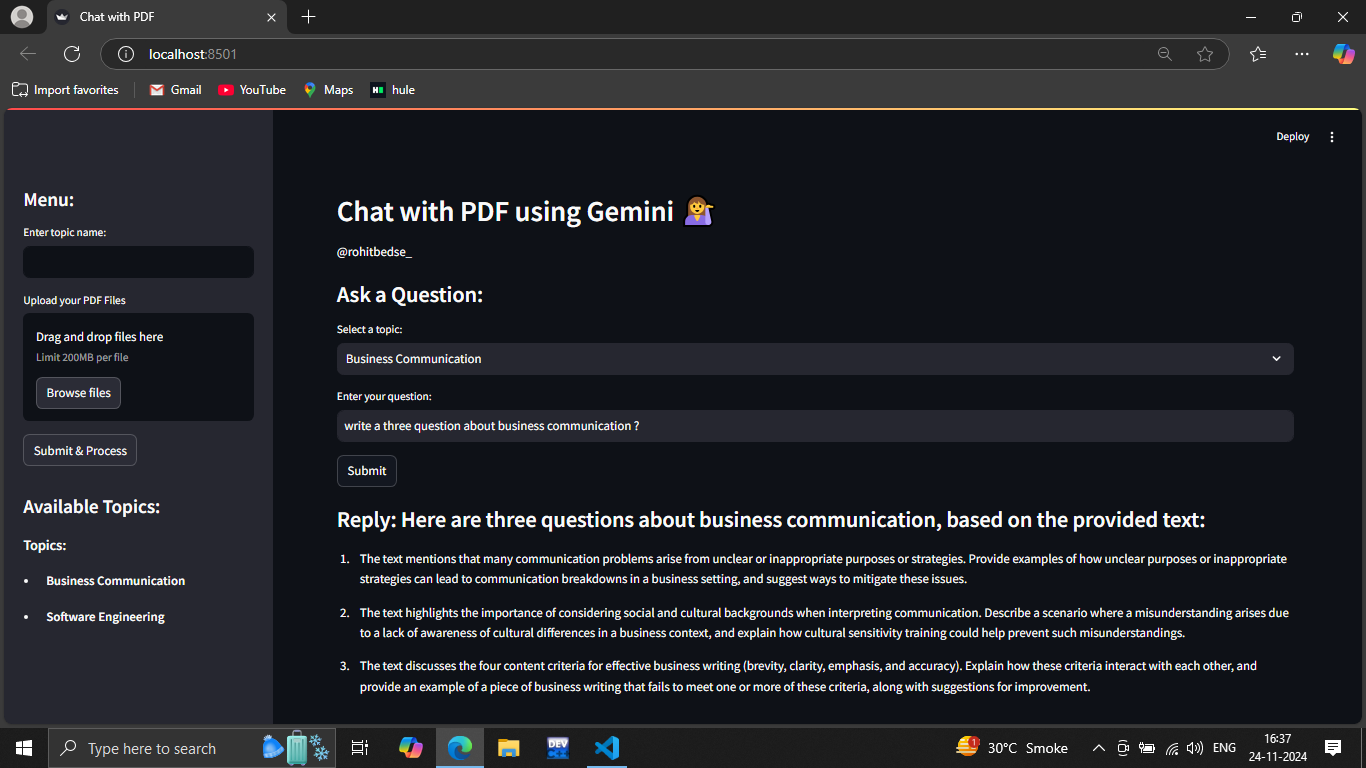 Chat with PDF
localhost:8501
Import favorites
Gmail
YouTube
Maps
hule
Deploy
Menu:
Enter topic name:
Upload your PDF Files
Drag and drop files here
Limit 200MB per file
Browse files
Submit & Process
Available Topics:
Topics:
• Business Communication
• Software Engineering
Chat with PDF using Gemini
@rohitbedse_
Ask a Question:
Select a topic:
Business Communication
Enter your question:
write a three question about business communication ?
Submit
Reply: Here are three questions about business communication, based on the provided text:
1. The text mentions that many communication problems arise from unclear or inappropriate purposes or strategies. Provide examples of how unclear purposes or inappropriate
strategies can lead to communication breakdowns in a business setting, and suggest ways to mitigate these issues.
2. The text highlights the importance of considering social and cultural backgrounds when interpreting communication. Describe a scenario where a misunderstanding arises due
to a lack of awareness of cultural differences in a business context, and explain how cultural sensitivity training could help prevent such misunderstandings.
3. The text discusses the four content criteria for effective business writing (brevity, clarity, emphasis, and accuracy). Explain how these criteria interact with each other, and
provide an example of a piece of business writing that fails to meet one or more of these criteria, along with suggestions for improvement.
Type here to search
DEV
1
30°C Smoke
ENG
16:37
24-11-2024